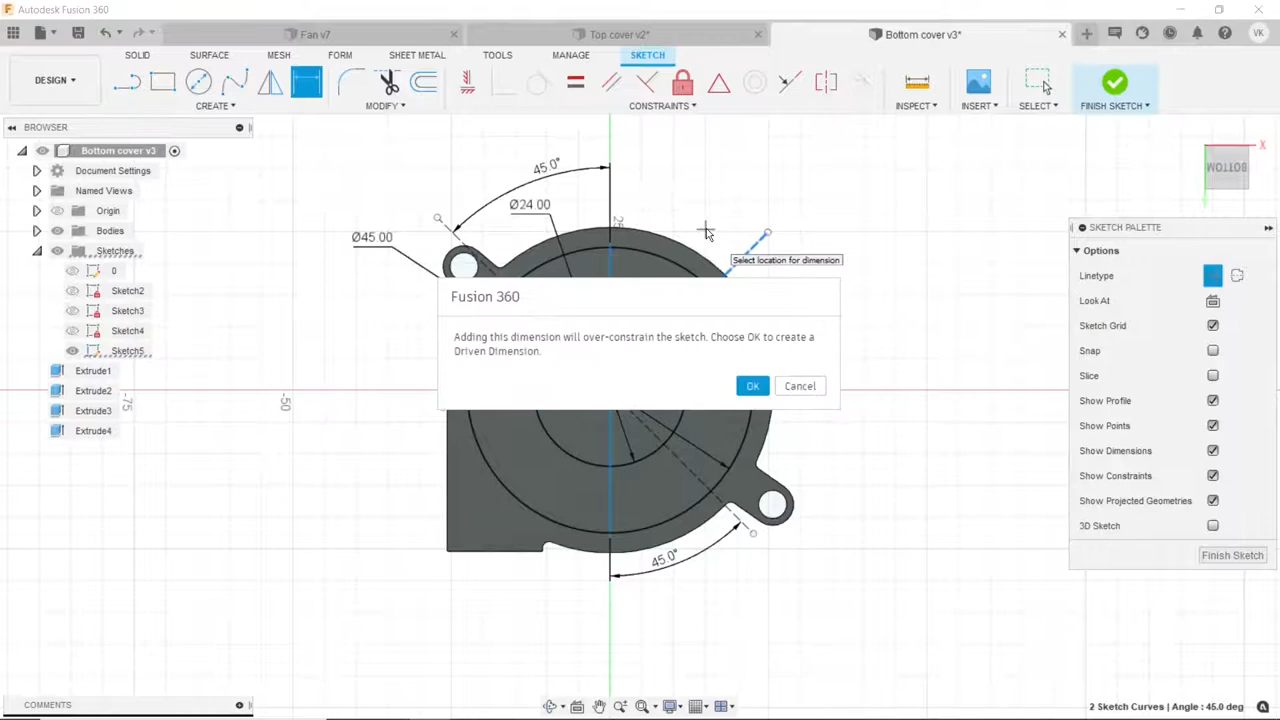 Autodesk Fusion 360
Fan v7
Top cover v2*
Bottom cover v3*
VK
DESIGN
SOLID
SURFACE
MESH
FORM
SHEET METAL
TOOLS
MANAGE
SKETCH
CREATE
MODIFY
CONSTRAINTS
INSPECT
INSERT
SELECT
FINISH SKETCH
BROWSER
Bottom cover v3
Document Settings
Named Views
Origin
Bodies
Sketches
0
Sketch2
Sketch3
Sketch4
Sketch5
Extrude1
Extrude2
Extrude3
Extrude4
45.0°
Ø24.00
25
Ø45.00
Select location for dimension
Fusion 360
Adding this dimension will over-constrain the sketch. Choose OK to create a
Driven Dimension.
OK
Cancel
-75
-50
45.0°
X
BOTTOM
SKETCH PALETTE
Options
Linetype
Look At
Sketch Grid
Snap
Slice
Show Profile
Show Points
Show Dimensions
Show Constraints
Show Projected Geometries
3D Sketch
Finish Sketch
COMMENTS
2 Sketch Curves | Angle : 45.0 deg